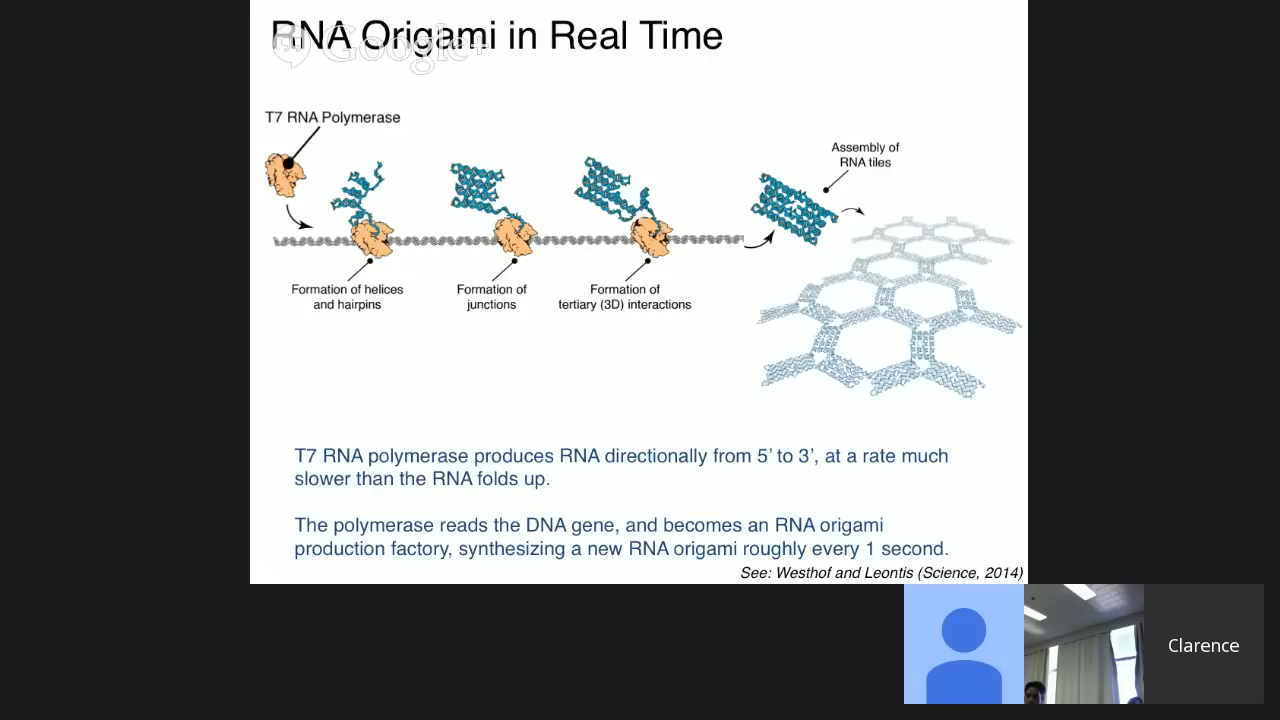 RNA Origami in Real Time
Google+
T7 RNA Polymerase
Assembly of
RNA tiles
Formation of helices
and hairpins
Formation of
junctions
Formation of
tertiary (3D) interactions
T7 RNA polymerase produces RNA directionally from 5’ to 3’, at a rate much
slower than the RNA folds up.
The polymerase reads the DNA gene, and becomes an RNA origami
production factory, synthesizing a new RNA origami roughly every 1 second.
See: Westhof and Leontis (Science, 2014)
Clarence